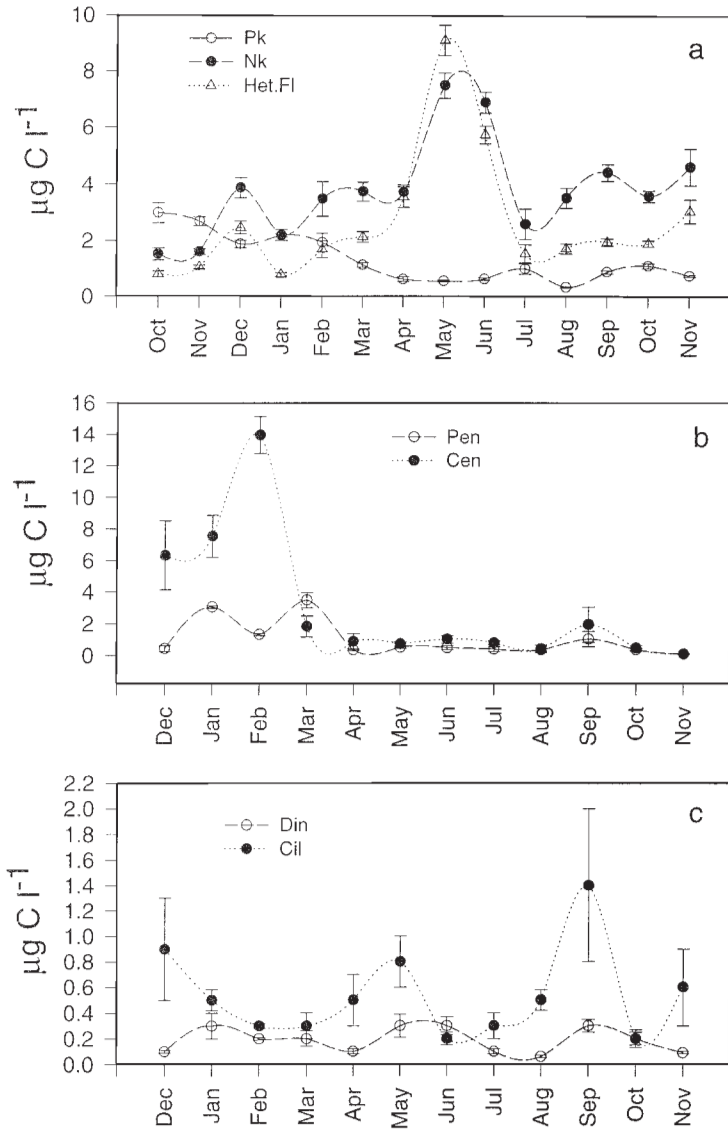 a
Pk
Nk
Het.Fl
µg C l⁻¹
10
8
6
4
2
0
Oct Nov Dec Jan Feb Mar Apr May Jun Jul Aug Sep Oct Nov
b
Pen
Cen
µg C l⁻¹
16
14
12
10
8
6
4
2
0
Dec Jan Feb Mar Apr May Jun Jul Aug Sep Oct Nov
c
Din
Cil
µg C l⁻¹
2.2
2.0
1.8
1.6
1.4
1.2
1.0
0.8
0.6
0.4
0.2
0.0
Dec Jan Feb Mar Apr May Jun Jul Aug Sep Oct Nov